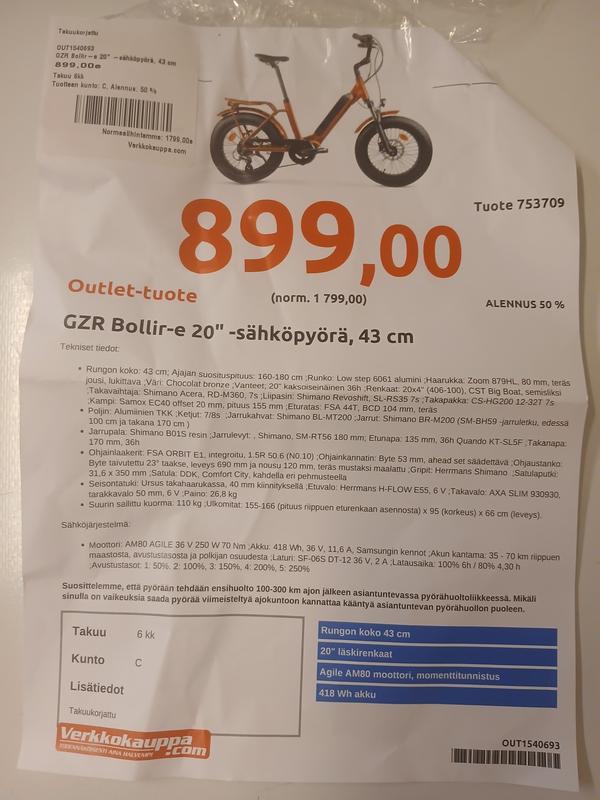 Takuukorjattu
OUT1540693
GZR Bollir-e 20" -sähköpyörä, 43 cm
899,00e
Takuu 6kk
Tuotteen kunto: C, Alennus: 50 %
Normaalihintamme: 1799,00e
Verkkokauppa.com
Tuote 753709
899,00
Outlet-tuote
(norm. 1 799,00)
ALENNUS 50 %
GZR Bollir-e 20" -sähköpyörä, 43 cm
Tekniset tiedot:
• Rungon koko: 43 cm; Ajajan suosituspituus: 160-180 cm ;Runko: Low step 6061 alumini ;Haarukka: Zoom 879HL, 80 mm, teräs
jousi, lukittava ;Väri: Chocolat bronze ;Vanteet, 20" kaksoiseinäinen 36h ;Renkaat: 20x4" (406-100), CST Big Boat, semisliksi
;Takavaihtaja: Shimano Acera, RD-M360, 7s ;Liipaisin: Shimano Revoshift, SL-RS35 7s ;Takapakka: CS-HG200 12-32T 7s
;Kampi: Samox EC40 offset 20 mm, pituus 155 mm ;Eturatas: FSA 44T, BCD 104 mm, teräs
• Poljin: Alumiinien TKK ;Ketjut: 7/8s ;Jarrukahvat: Shimano BL-MT200 ;Jarrut: Shimano BR-M200 (SM-BH59 -jarruletku, edessä
100 cm ja takana 170 cm )
• Jarrupala: Shimano B01S resin ;Jarrulevyt: , Shimano, SM-RT56 180 mm; Etunapa: 135 mm, 36h Quando KT-SL5F ;Takanapa:
170 mm, 36h
• Ohjainlaakerit: FSA ORBIT E1, integroitu, 1.5R 50.6 (No.10) ;Ohjainkannatin: Byte 53 mm, ahead set säädettävä ;Ohjaustanko:
Byte taivutettu 23° taakse, leveys 690 mm ja nousu 120 mm, teräs mustaksi maalattu ;Gripit: Herrmans Shimano ;Satulaputki:
31,6 x 350 mm ;Satula: DDK, Comfort City, kahdella eri pehmusteella
• Seisontatuki: Ursus takahaarukassa, 40 mm kiinnityksellä ;Etuvalo: Herrmans H-FLOW E55, 6 V ;Takavalo: AXA SLIM 930930,
tarakkavalo 50 mm, 6 V ;Paino: 26,8 kg
• Suurin sallittu kuorma: 110 kg ;Ulkomitat: 155-166 (pituus riippuen eturenkaan asennosta) x 95 (korkeus) x 66 cm (leveys).
Sähköjärjestelmä:
• Moottori: AM80 AGILE 36 V 250 W 70 Nm ;Akku: 418 Wh, 36 V, 11,6 A, Samsungin kennot ;Akun kantama: 35 - 70 km riippuen
maastosta, avustustasosta ja polkijan osuudesta ;Laturi: SF-06S DT-12 36 V, 2 A ;Latausaika: 100% 6h / 80% 4,30 h
;Avustustasot: 1: 50%, 2: 100%, 3: 150%, 4: 200%, 5: 250%
Suosittelemme, että pyörään tehdään ensihuolto 100-300 km ajon jälkeen asiantuntevassa pyörähuoltoliikkeessä. Mikäli
sinulla on vaikeuksia saada pyörää viimeisteltyä ajokuntoon kannattaa kääntyä asiantuntevan pyörähuollon puoleen.
Takuu 6 kk
Kunto C
Lisätiedot
Takuukorjattu
Rungon koko 43 cm
20" läskirenkaat
Agile AM80 moottori, momenttitunnistus
418 Wh akku
Verkkokauppa
.com
TODENNÄKÖISESTI AINA HALVEMPI
OUT1540693